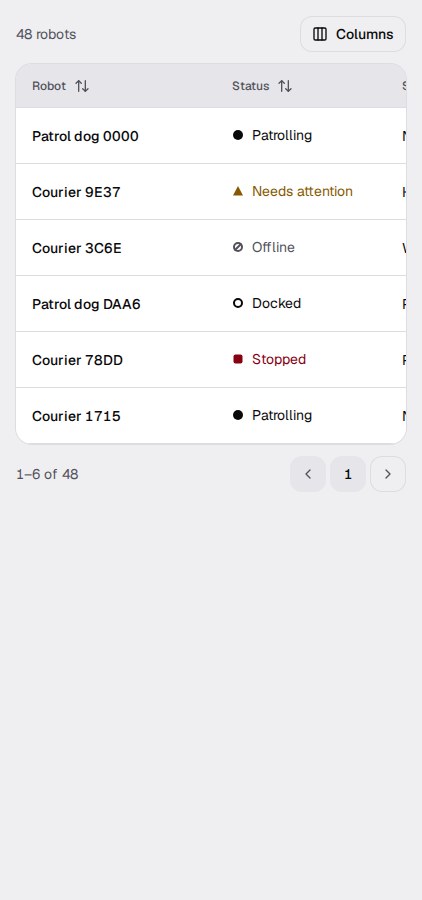 48 robots
Columns
Robot Status
Patrol dog 0000 Patrolling
Courier 9E37 Needs attention
Courier 3C6E Offline
Patrol dog DAA6 Docked
Courier 78DD Stopped
Courier 1715 Patrolling
1–6 of 48
1